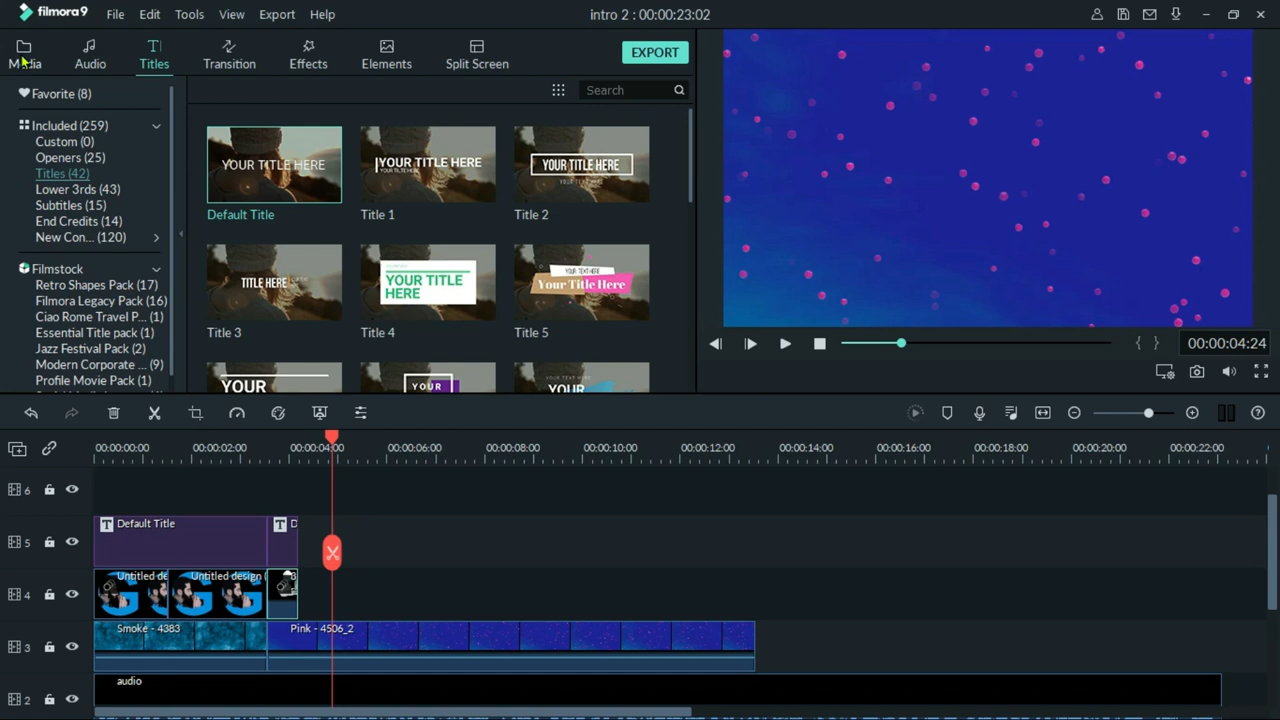 filmora9 File Edit Tools View Export Help intro 2 : 00:00:23:02
Media Audio Titles Transition Effects Elements Split Screen EXPORT
Favorite (8)
Included (259)
Custom (0)
Openers (25)
Titles (42)
Lower 3rds (43)
Subtitles (15)
End Credits (14)
New Con... (120)
Filmstock
Retro Shapes Pack (17)
Filmora Legacy Pack (16)
Ciao Rome Travel P... (1)
Essential Title pack (1)
Jazz Festival Pack (2)
Modern Corporate ... (9)
Profile Movie Pack (1)
Search
YOUR TITLE HERE
Default Title
YOUR TITLE HERE
Title 1
YOUR TITLE HERE
Title 2
TITLE HERE
Title 3
YOUR TITLE
HERE
Title 4
YOUR TEXT HERE
Your Title Here
Title 5
YOUR
YOUR
YOUR
00:00:04:24
00:00:00:00 00:00:02:00 00:00:04:00 00:00:06:00 00:00:08:00 00:00:10:00 00:00:12:00 00:00:14:00 00:00:16:00 00:00:18:00 00:00:20:00 00:00:22:00
6
5 Default Title D
4 Untitled de Untitled design (
3 Smoke - 4383 Pink - 4506_2
2 audio